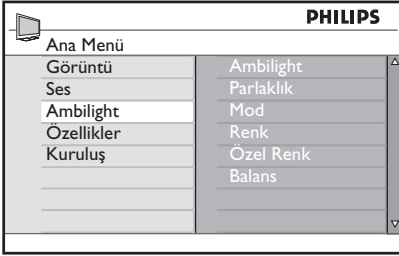 PHILIPS
Ana Menü
Görüntü
Ses
Ambilight
Özellikler
Kuruluş
Ambilight
Parlaklık
Mod
Renk
Özel Renk
Balans